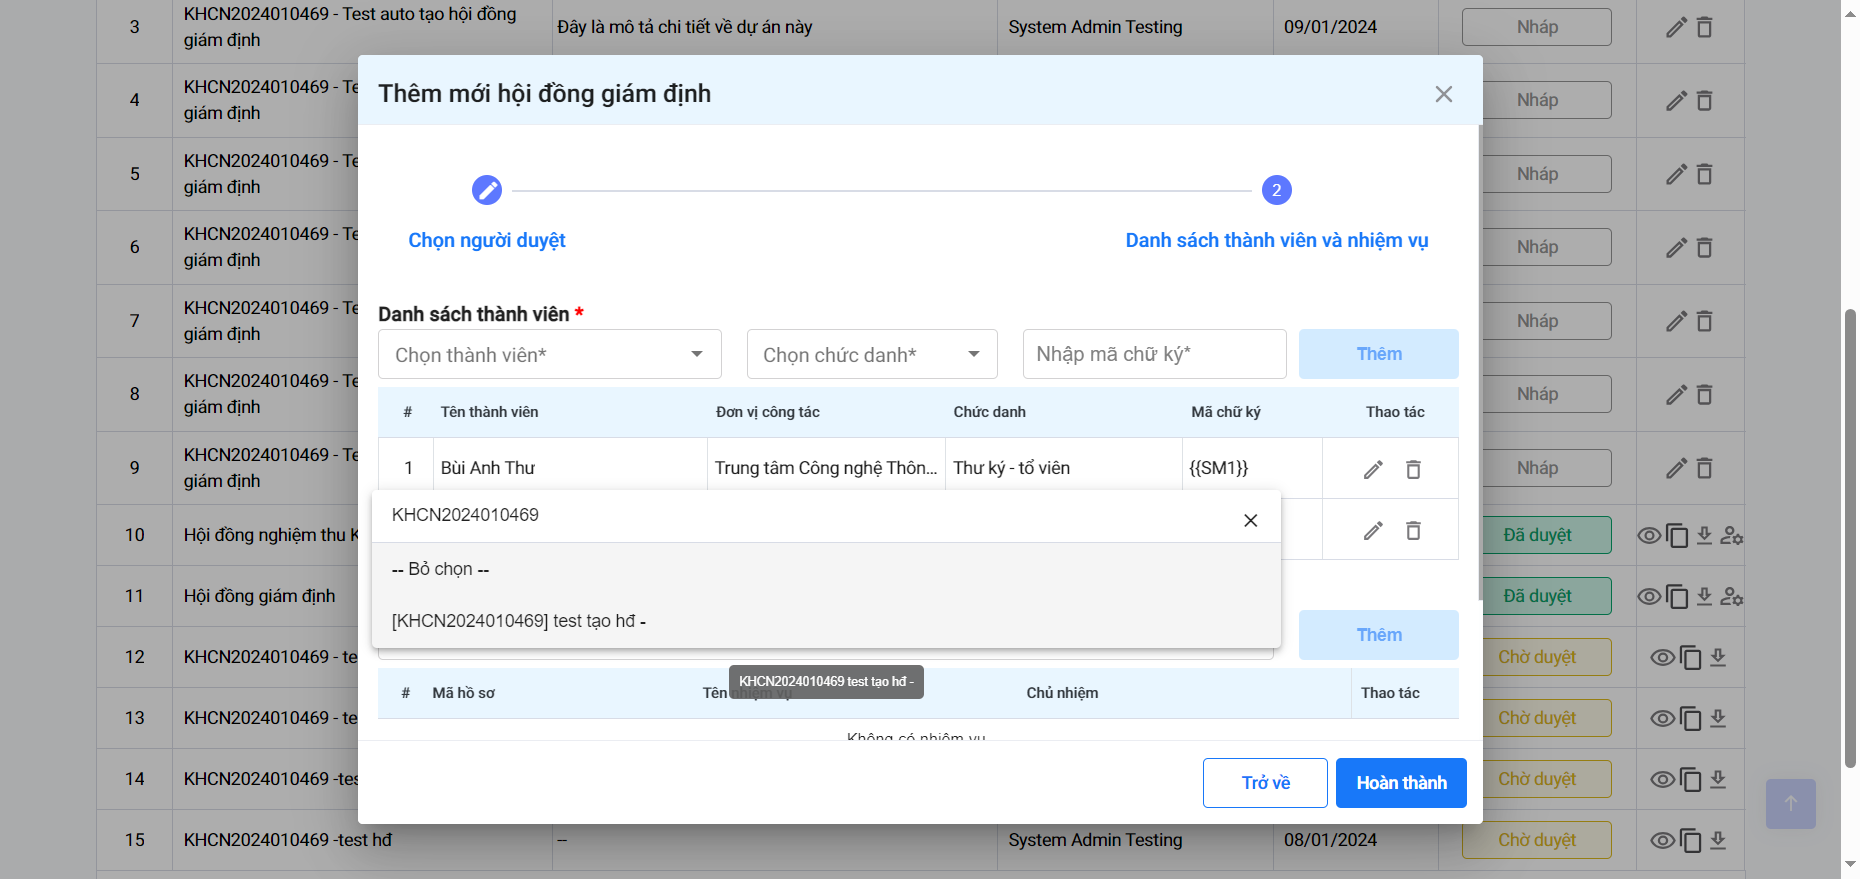 3
KHCN2024010469 - Test auto tạo hội đồng
giám định
Đây là mô tả chi tiết về dự án này
System Admin Testing
09/01/2024
Nháp
4
KHCN2024010469 - Te
giám định
Nháp
5
KHCN2024010469 - Te
giám định
Nháp
6
KHCN2024010469 - Te
giám định
Nháp
7
KHCN2024010469 - Te
giám định
Nháp
8
KHCN2024010469 - Te
giám định
Nháp
9
KHCN2024010469 - Te
giám định
Nháp
10
Hội đồng nghiệm thu K
Đã duyệt
11
Hội đồng giám định
Đã duyệt
12
KHCN2024010469 - te
Chờ duyệt
13
KHCN2024010469 - te
Chờ duyệt
14
KHCN2024010469 -tes
Chờ duyệt
15
KHCN2024010469 -test hđ
--
System Admin Testing
08/01/2024
Chờ duyệt
Thêm mới hội đồng giám định
2
Chọn người duyệt
Danh sách thành viên và nhiệm vụ
Danh sách thành viên *
Chọn thành viên*
Chọn chức danh*
Nhập mã chữ ký*
Thêm
# Tên thành viên Đơn vị công tác Chức danh Mã chữ ký Thao tác
1 Bùi Anh Thư Trung tâm Công nghệ Thôn... Thư ký - tổ viên {{SM1}}
KHCN2024010469
-- Bỏ chọn --
[KHCN2024010469] test tạo hđ -
Thêm
KHCN2024010469 test tạo hđ -
# Mã hồ sơ Tên nhiệm vụ Chủ nhiệm Thao tác
Không có nhiệm vụ
Trở về
Hoàn thành